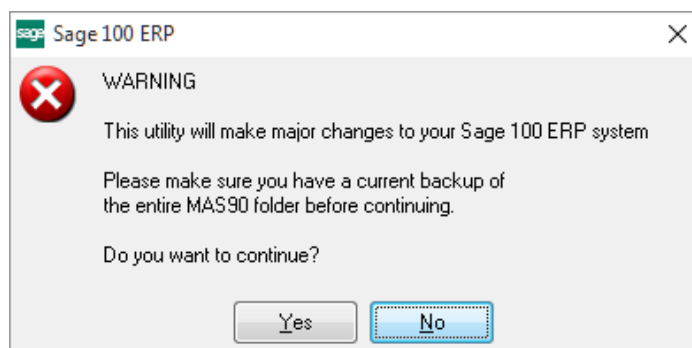 sage Sage 100 ERP
WARNING
This utility will make major changes to your Sage 100 ERP system
Please make sure you have a current backup of
the entire MAS90 folder before continuing.
Do you want to continue?
Yes No